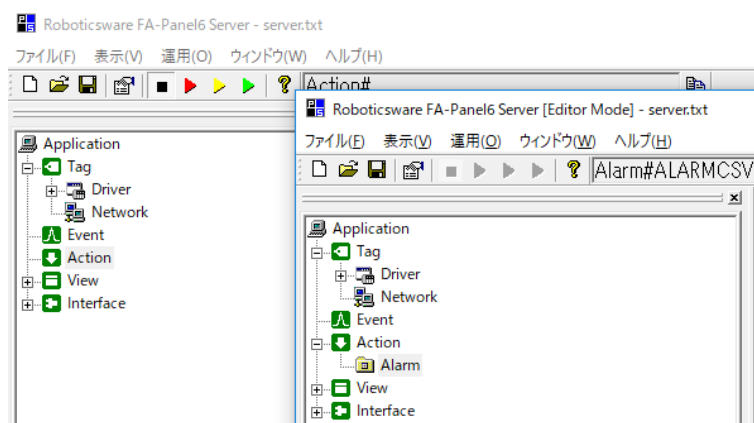 Roboticsware FA-Panel6 Server - server.txt
ファイル(F) 表示(V) 運用(O) ウィンドウ(W) ヘルプ(H)
Action#
Application
Tag
Driver
Network
Event
Action
View
Interface
Roboticsware FA-Panel6 Server [Editor Mode] - server.txt
ファイル(F) 表示(V) 運用(O) ウィンドウ(W) ヘルプ(H)
Alarm#ALARMCSV
Application
Tag
Driver
Network
Event
Action
Alarm
View
Interface